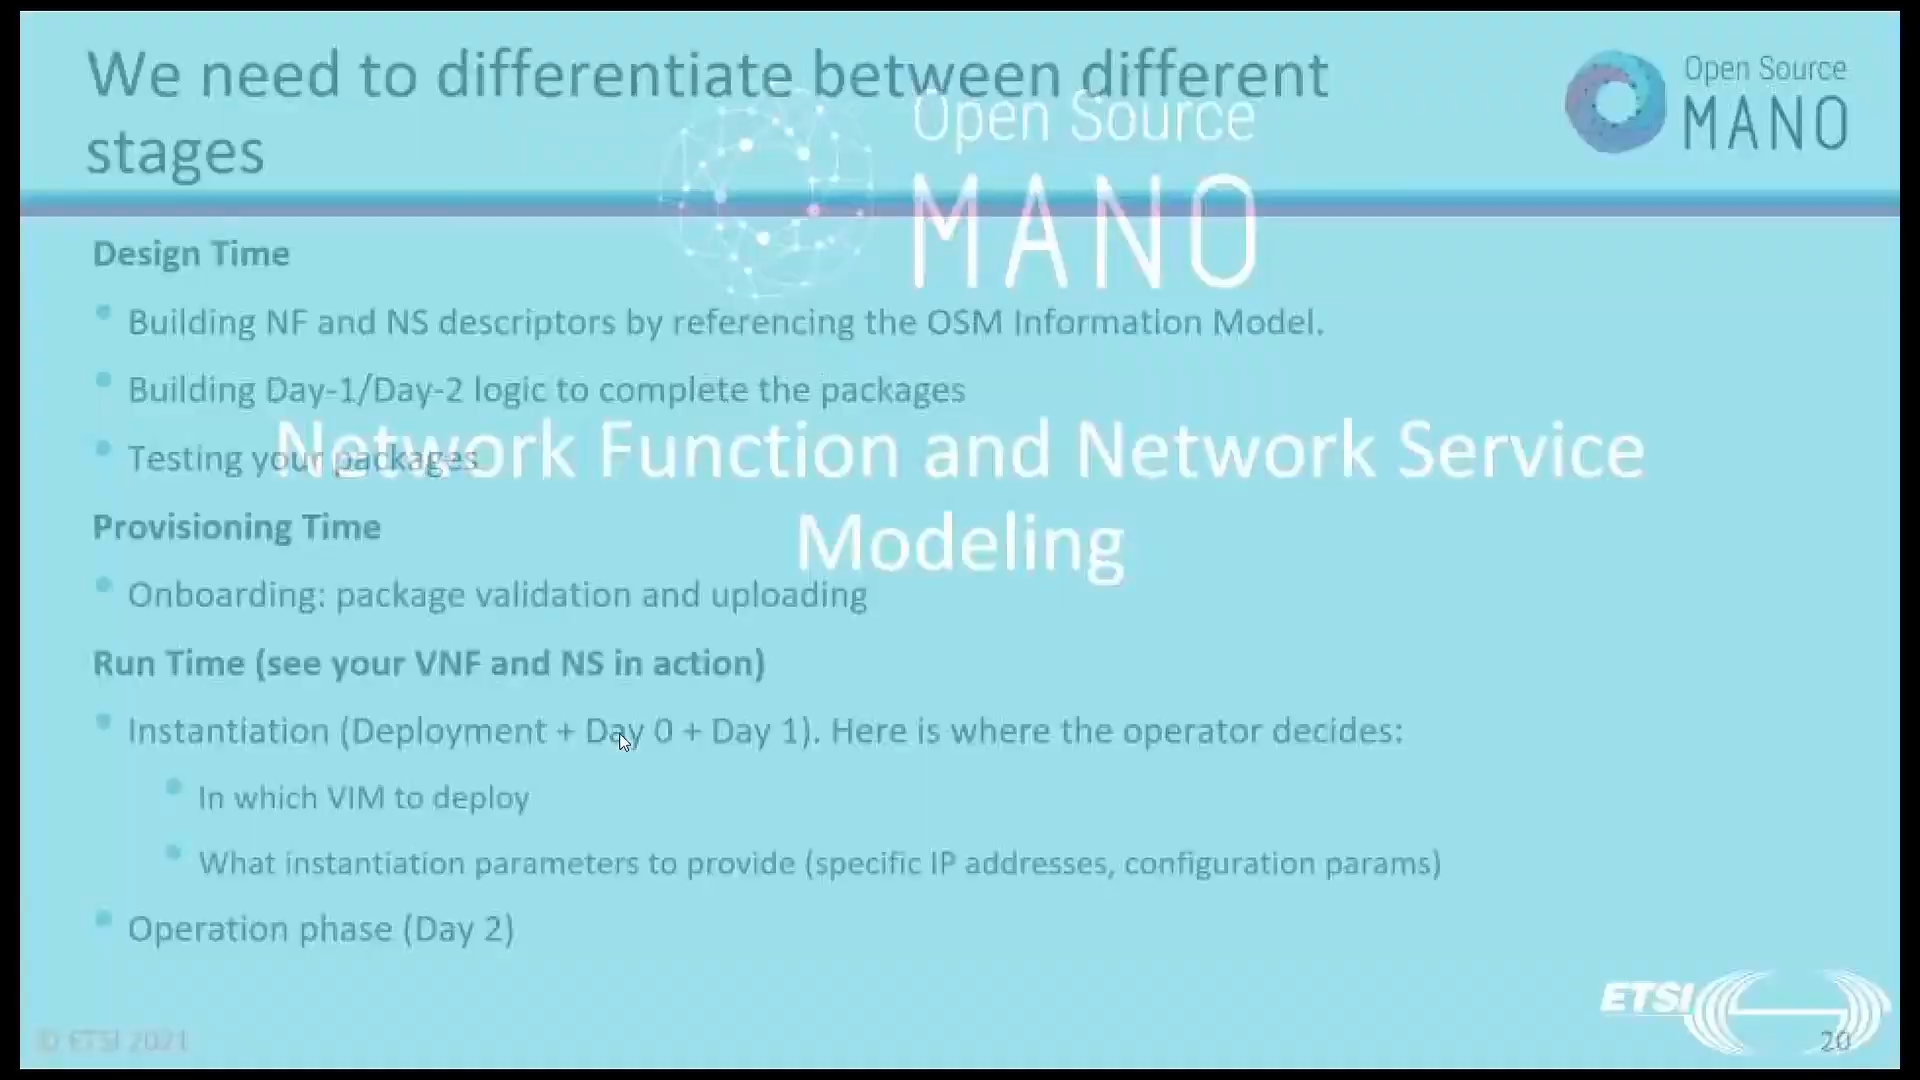 We need to differentiate between different
stages
Open Source
MANO
Open Source
MANO
Design Time
Building NF and NS descriptors by referencing the OSM Information Model.
Building Day-1/Day-2 logic to complete the packages
Testing your packages
Network Function and Network Service
Modeling
Provisioning Time
Onboarding: package validation and uploading
Run Time (see your VNF and NS in action)
Instantiation (Deployment + Day 0 + Day 1). Here is where the operator decides:
In which VIM to deploy
What instantiation parameters to provide (specific IP addresses, configuration params)
Operation phase (Day 2)
ETSI
© ETSI 2021
20